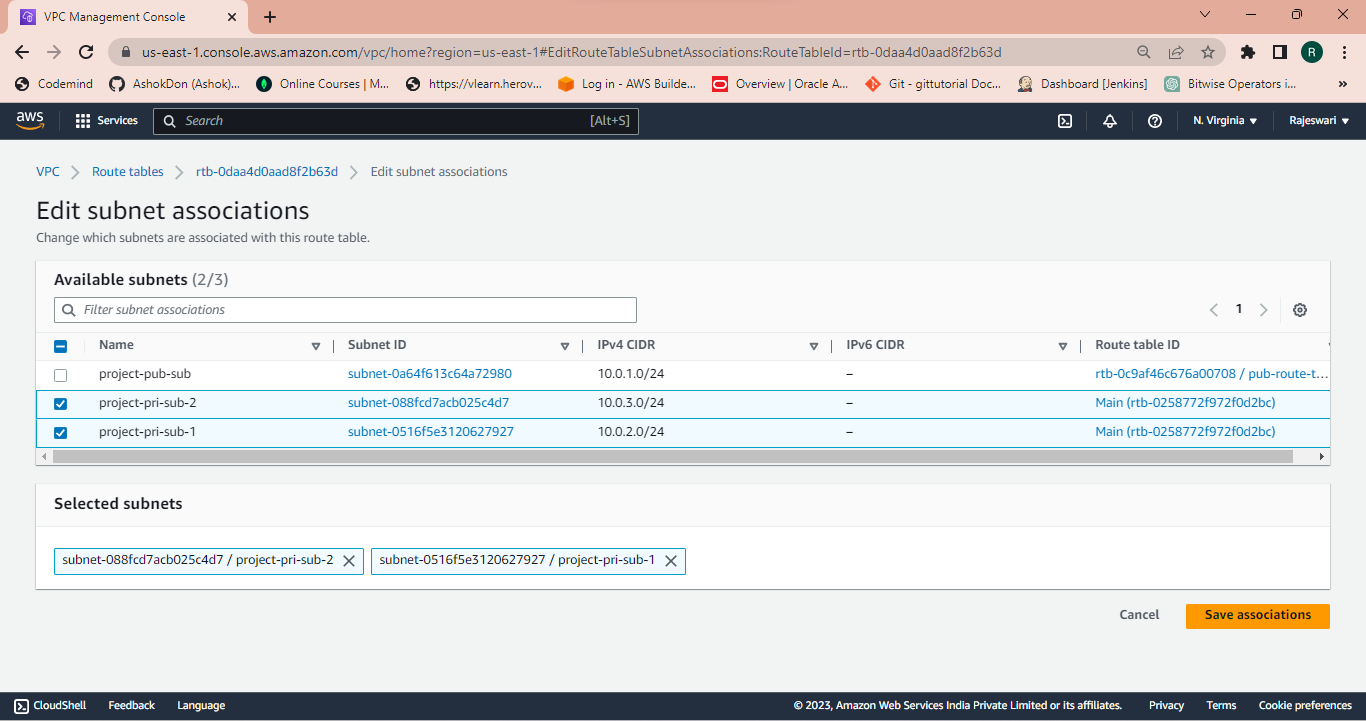 VPC Management Console
us-east-1.console.aws.amazon.com/vpc/home?region=us-east-1#EditRouteTableSubnetAssociations:RouteTableId=rtb-0daa4d0aad8f2b63d
R
Codemind AshokDon (Ashok)... Online Courses | M... https://vlearn.herov... Log in - AWS Builde... Overview | Oracle A... Git - gittutorial Doc... Dashboard [Jenkins] Bitwise Operators i... »
aws Services Search [Alt+S] N. Virginia Rajeswari
VPC Route tables rtb-0daa4d0aad8f2b63d Edit subnet associations
Edit subnet associations
Change which subnets are associated with this route table.
Available subnets (2/3)
Filter subnet associations 1
Name Subnet ID IPv4 CIDR IPv6 CIDR Route table ID
project-pub-sub subnet-0a64f613c64a72980 10.0.1.0/24 – rtb-0c9af46c676a00708 / pub-route-t...
project-pri-sub-2 subnet-088fcd7acb025c4d7 10.0.3.0/24 – Main (rtb-0258772f972f0d2bc)
project-pri-sub-1 subnet-0516f5e3120627927 10.0.2.0/24 – Main (rtb-0258772f972f0d2bc)
Selected subnets
subnet-088fcd7acb025c4d7 / project-pri-sub-2 subnet-0516f5e3120627927 / project-pri-sub-1
Cancel Save associations
CloudShell Feedback Language © 2023, Amazon Web Services India Private Limited or its affiliates. Privacy Terms Cookie preferences